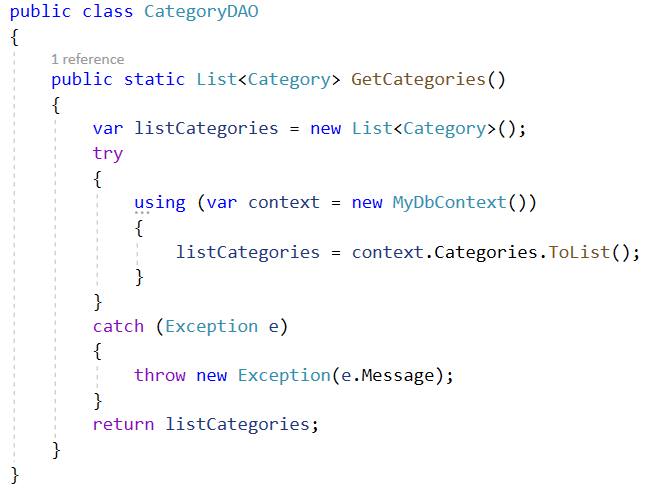 public class CategoryDAO
{
1 reference
public static List<Category> GetCategories()
{
var listCategories = new List<Category>();
try
{
using (var context = new MyDbContext())
{
listCategories = context.Categories.ToList();
}
}
catch (Exception e)
{
throw new Exception(e.Message);
}
return listCategories;
}
}